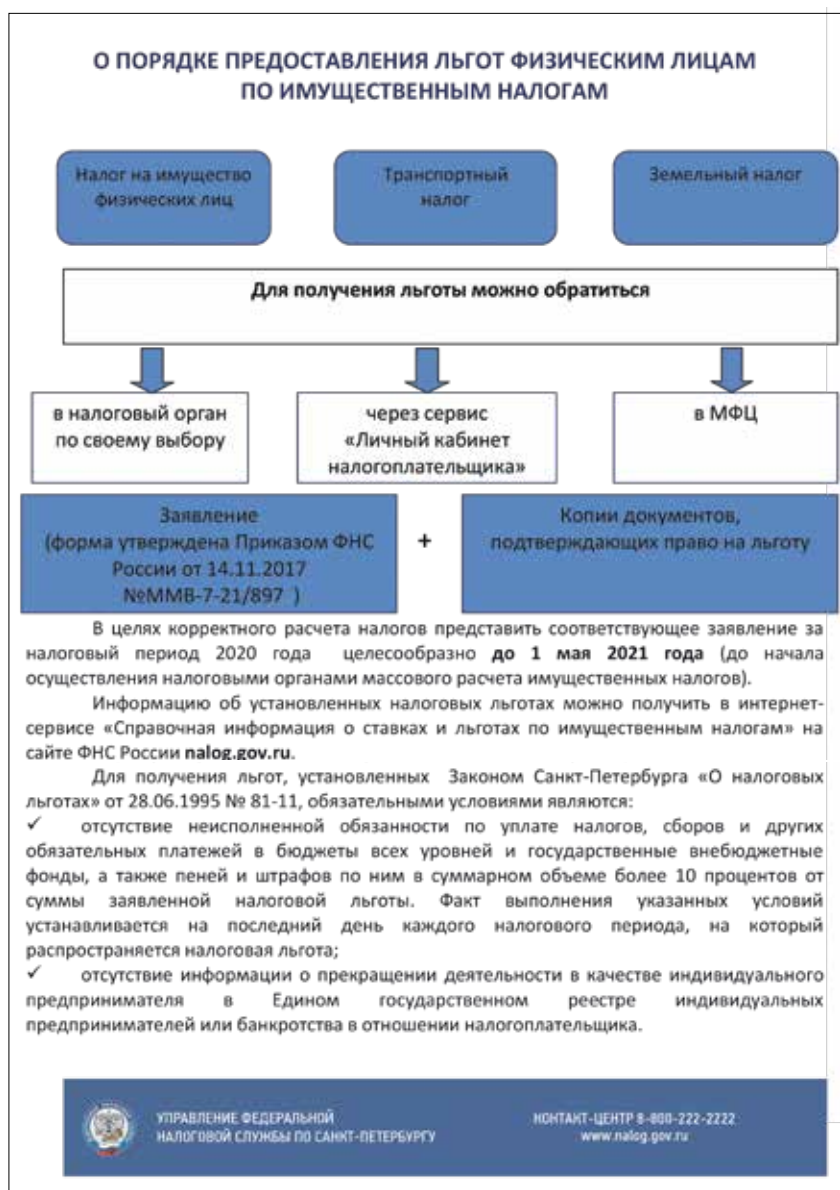 О ПОРЯДКЕ ПРЕДОСТАВЛЕНИЯ ЛЬГОТ ФИЗИЧЕСКИМ ЛИЦАМ
ПО ИМУЩЕСТВЕННЫМ НАЛОГАМ
Налог на имущество
физических лиц
Транспортный
налог
Земельный налог
Для получения льготы можно обратиться
в налоговый орган
по своему выбору
через сервис
«Личный кабинет
налогоплательщика»
в МФЦ
Заявление
(форма утверждена Приказом ФНС
России от 14.11.2017
№ММВ-7-21/897 )
+
Копии документов,
подтверждающих право на льготу
В целях корректного расчета налогов представить соответствующее заявление за
налоговый период 2020 года целесообразно до 1 мая 2021 года (до начала
осуществления налоговыми органами массового расчета имущественных налогов).
Информацию об установленных налоговых льготах можно получить в интернет-
сервисе «Справочная информация о ставках и льготах по имущественным налогам» на
сайте ФНС России nalog.gov.ru.
Для получения льгот, установленных Законом Санкт-Петербурга «О налоговых
льготах» от 28.06.1995 № 81-11, обязательными условиями являются:
✓ отсутствие неисполненной обязанности по уплате налогов, сборов и других
обязательных платежей в бюджеты всех уровней и государственные внебюджетные
фонды, а также пеней и штрафов по ним в суммарном объеме более 10 процентов от
суммы заявленной налоговой льготы. Факт выполнения указанных условий
устанавливается на последний день каждого налогового периода, на который
распространяется налоговая льгота;
✓ отсутствие информации о прекращении деятельности в качестве индивидуального
предпринимателя в Едином государственном реестре индивидуальных
предпринимателей или банкротства в отношении налогоплательщика.
УПРАВЛЕНИЕ ФЕДЕРАЛЬНОЙ
НАЛОГОВОЙ СЛУЖБЫ ПО САНКТ-ПЕТЕРБУРГУ
КОНТАКТ-ЦЕНТР 8-800-222-2222
www.nalog.gov.ru